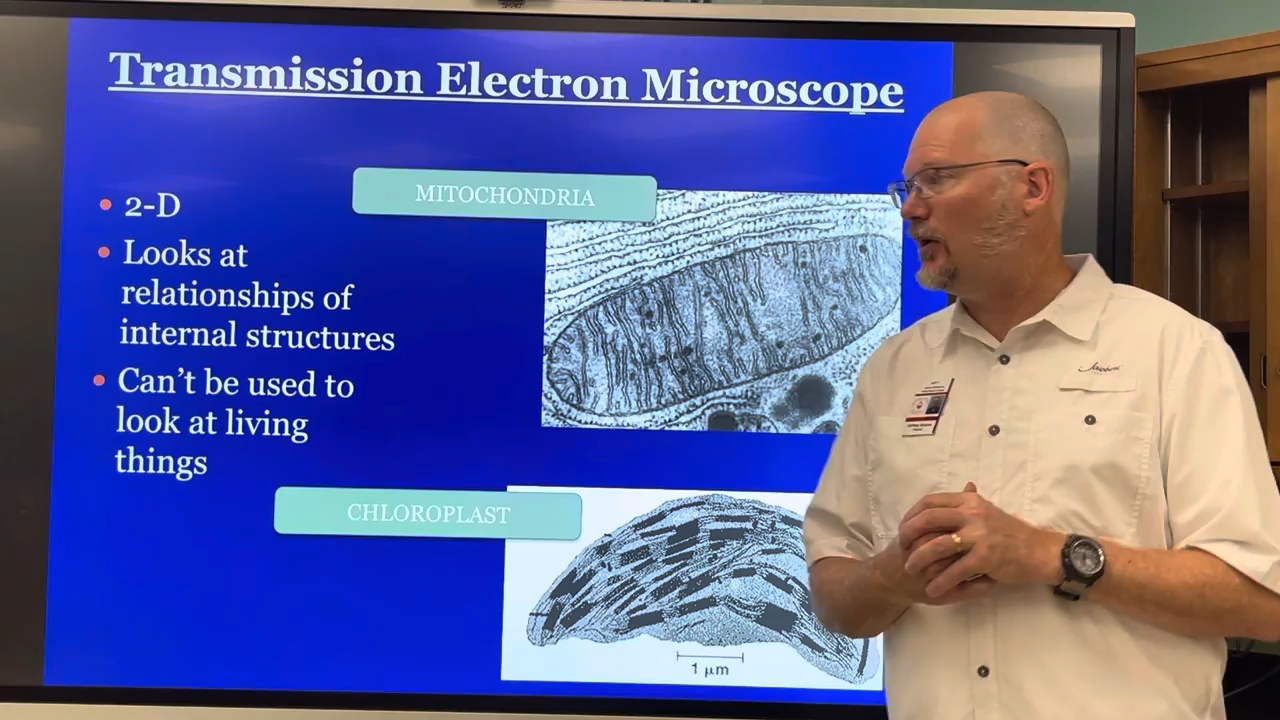 Transmission Electron Microscope
MITOCHONDRIA
• 2-D
• Looks at
relationships of
internal structures
• Can't be used to
look at living
things
CHLOROPLAST
1 µm